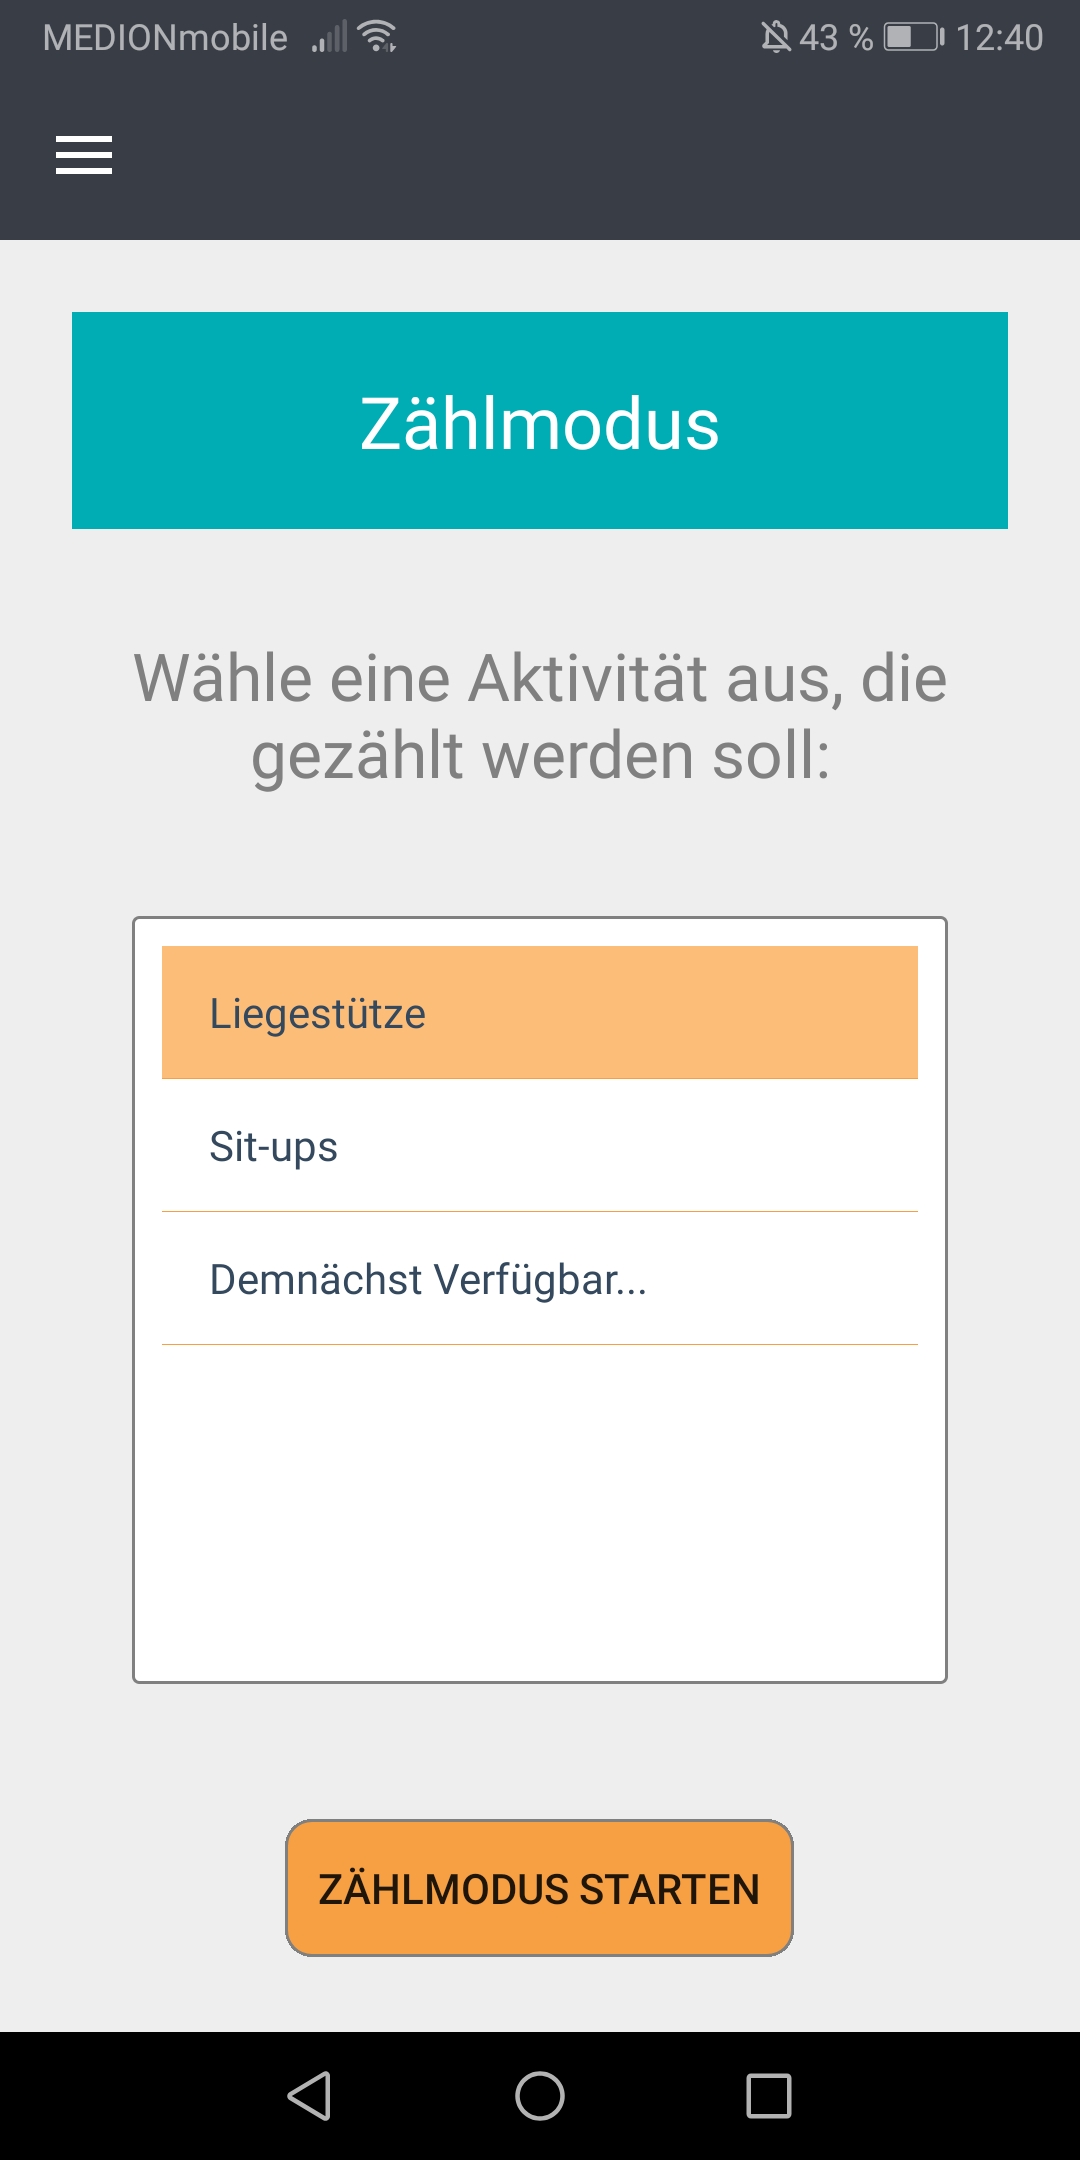 MEDIONmobile 43 % 12:40
Zählmodus
Wähle eine Aktivität aus, die
gezählt werden soll:
Liegestütze
Sit-ups
Demnächst Verfügbar...
ZÄHLMODUS STARTEN